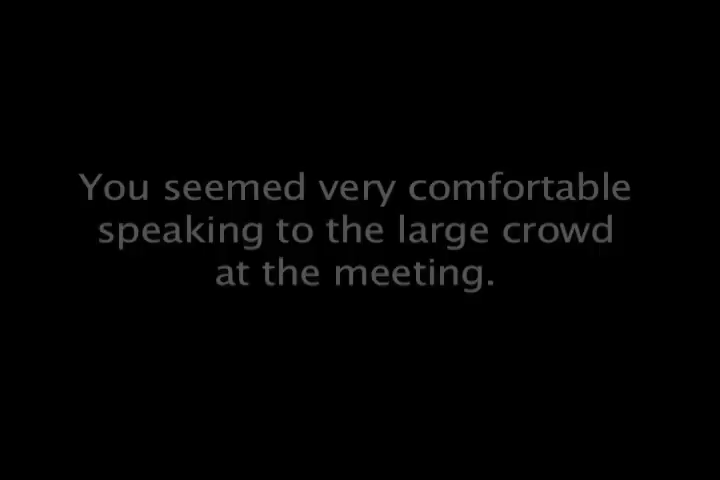 You seemed very comfortable
speaking to the large crowd
at the meeting.